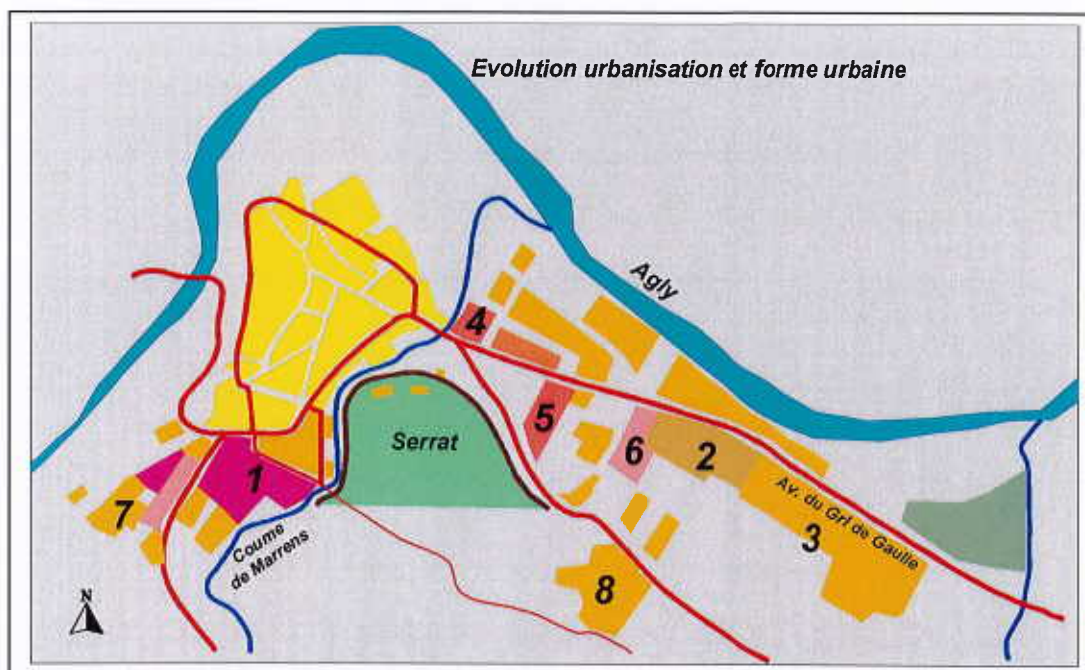 Evolution urbanisation et forme urbaine
Agly
4
5
Serrat
6
2
1
Av. du Grl de Gaulle
7
3
Coume
de Marrens
8
N